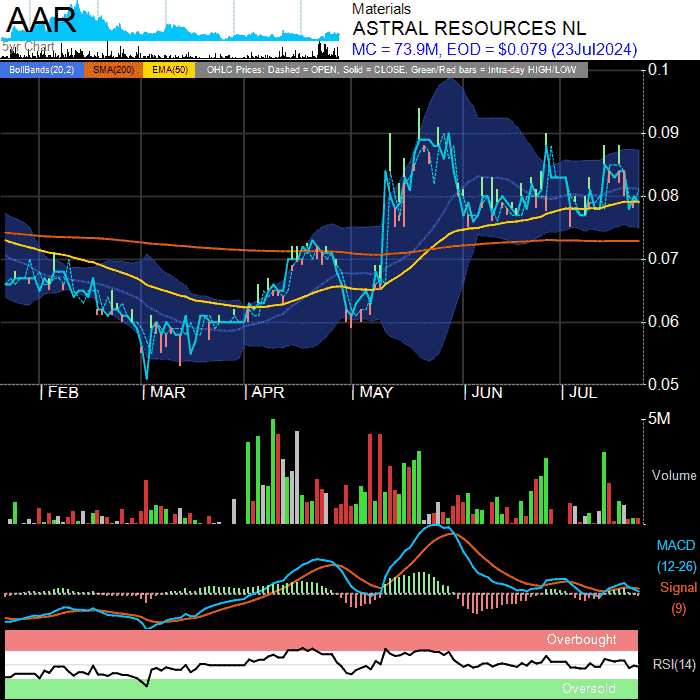 AAR
5yr Chart
Materials
ASTRAL RESOURCES NL
MC = 73.9M, EOD = $0.079 (23Jul2024)
BollBands(20,2) SMA(200) EMA(50) OHLC Prices: Dashed = OPEN, Solid = CLOSE, Green/Red bars = Intra-day HIGH/LOW
0.1
0.09
0.08
0.07
0.06
0.05
| FEB | MAR | APR | MAY | JUN | JUL
5M
Volume
MACD
(12-26)
Signal
(9)
Overbought
RSI(14)
Oversold